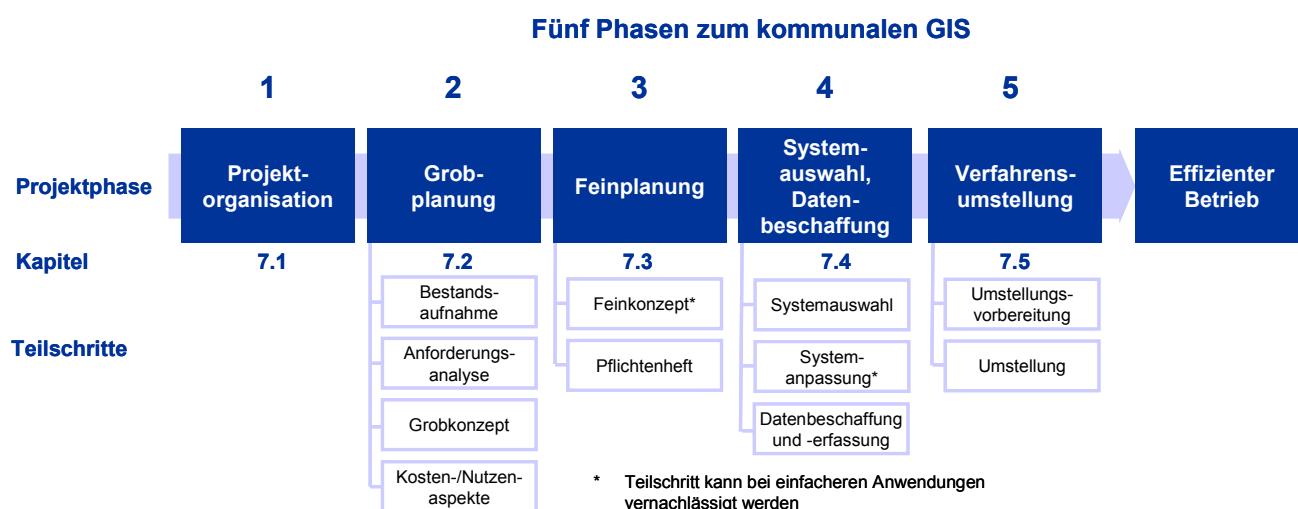 Fünf Phasen zum kommunalen GIS
1 2 3 4 5
Projektphase
Projekt-
organisation
Grob-
planung
Feinplanung
System-
auswahl,
Daten-
beschaffung
Verfahrens-
umstellung
Effizienter
Betrieb
Kapitel 7.1 7.2 7.3 7.4 7.5
Teilschritte
Bestands-
aufnahme
Anforderungs-
analyse
Grobkonzept
Kosten-/Nutzen-
aspekte
Feinkonzept*
Pflichtenheft
Systemauswahl
System-
anpassung*
Datenbeschaffung
und -erfassung
Umstellungs-
vorbereitung
Umstellung
* Teilschritt kann bei einfacheren Anwendungen
vernachlässigt werden